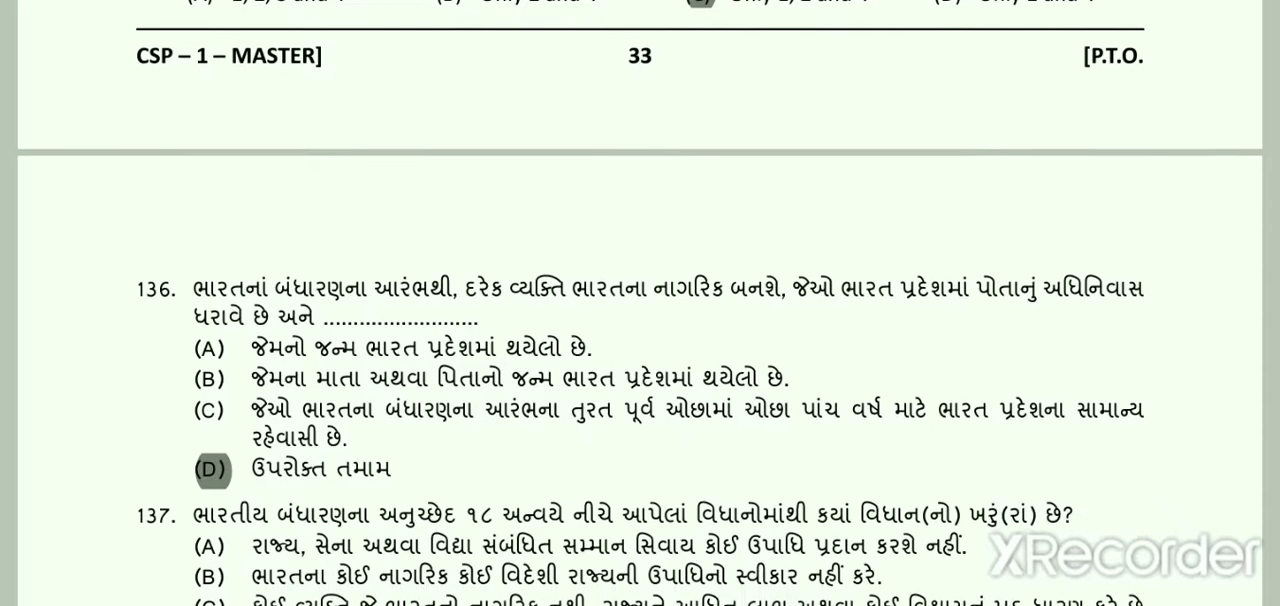 CSP – 1 – MASTER] 33 [P.T.O.
136. ભારતનાં બંધારણના આરંભથી, દરેક વ્યક્તિ ભારતના નાગરિક બનશે, જેઓ ભારત પ્રદેશમાં પોતાનું અધિનિવાસ
ધરાવે છે અને ..........................
(A) જેમનો જન્મ ભારત પ્રદેશમાં થયેલો છે.
(B) જેમના માતા અથવા પિતાનો જન્મ ભારત પ્રદેશમાં થયેલો છે.
(C) જેઓ ભારતના બંધારણના આરંભના તુરત પૂર્વ ઓછામાં ઓછા પાંચ વર્ષ માટે ભારત પ્રદેશના સામાન્ય
રહેવાસી છે.
(D) ઉપરોક્ત તમામ
137. ભારતીય બંધારણના અનુચ્છેદ ૧૮ અન્વયે નીચે આપેલાં વિધાનોમાંથી કયાં વિધાન(નો) ખરું(રાં) છે?
(A) રાજ્ય, સેના અથવા વિદ્યા સંબંધિત સમ્માન સિવાય કોઈ ઉપાધિ પ્રદાન કરશે નહીં.
XRecorder
(B) ભારતના કોઈ નાગરિક કોઈ વિદેશી રાજ્યની ઉપાધિનો સ્વીકાર નહીં કરે.